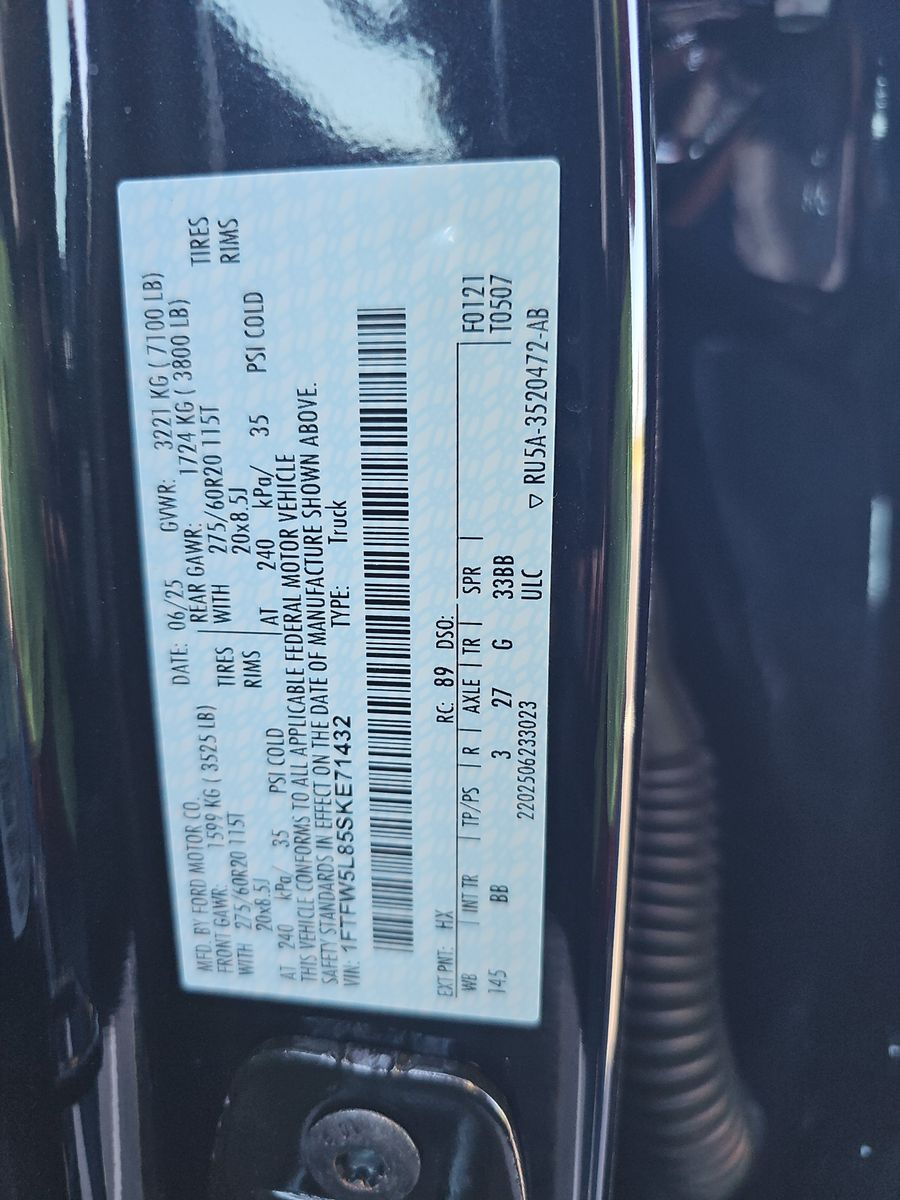 MFD. BY FORD MOTOR CO.
DATE: 06/25 GVWR: 3221 KG ( 7100 LB)
FRONT GAWR: 1599 KG ( 3525 LB) REAR GAWR: 1724 KG ( 3800 LB)
WITH 275/60R20 115T TIRES WITH 275/60R20 115T TIRES
20x8.5J RIMS 20x8.5J RIMS
AT 240 kPa/ 35 PSI COLD AT 240 kPa/ 35 PSI COLD
THIS VEHICLE CONFORMS TO ALL APPLICABLE FEDERAL MOTOR VEHICLE
SAFETY STANDARDS IN EFFECT ON THE DATE OF MANUFACTURE SHOWN ABOVE.
VIN: 1FTFW5L85SKE71432 TYPE: Truck
EXT PNT: HX RC: 89 DSO:
WB INT TR TP/PS R AXLE TR SPR F0121
145 BB 3 27 G 33BB T0507
2202506233023 ULC ▽ RU5A-3520472-AB